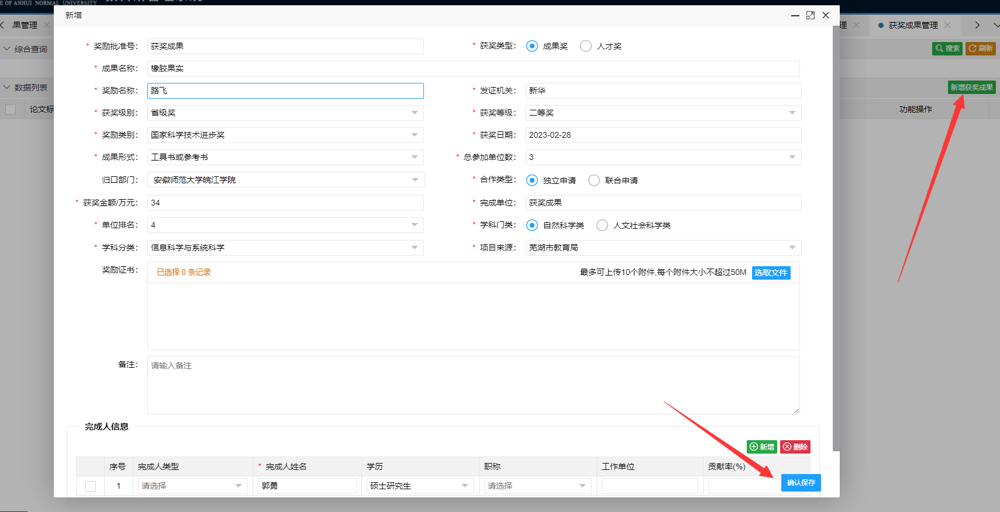 OF ANHUI NORMAL UNIVERSITY
新增
果管理
理
获奖成果管理
综合查询
搜索
刷新
* 奖励批准号： 获奖成果
* 获奖类型： 成果奖 人才奖
* 成果名称： 橡胶果实
数据列表
新增获奖成果
* 奖励名称： 路飞
* 发证机关： 新华
论文标
功能操作
* 获奖级别： 省级奖
* 获奖等级： 二等奖
* 奖励类别： 国家科学技术进步奖
* 获奖日期： 2023-02-28
* 成果形式： 工具书或参考书
* 总参加单位数： 3
归口部门： 安徽师范大学皖江学院
* 合作类型： 独立申请 联合申请
* 获奖金额/万元： 34
* 完成单位： 获奖成果
* 单位排名： 4
* 学科门类： 自然科学类 人文社会科学类
* 学科分类： 信息科学与系统科学
* 项目来源： 芜湖市教育局
奖励证书： 已选择 0 条记录 最多可上传10个附件,每个附件大小不超过50M 选取文件
备注： 请输入备注
完成人信息
新增 删除
序号 完成人类型 * 完成人姓名 学历 职称 工作单位 贡献率(%)
1 请选择 郭勇 硕士研究生 请选择
确认保存